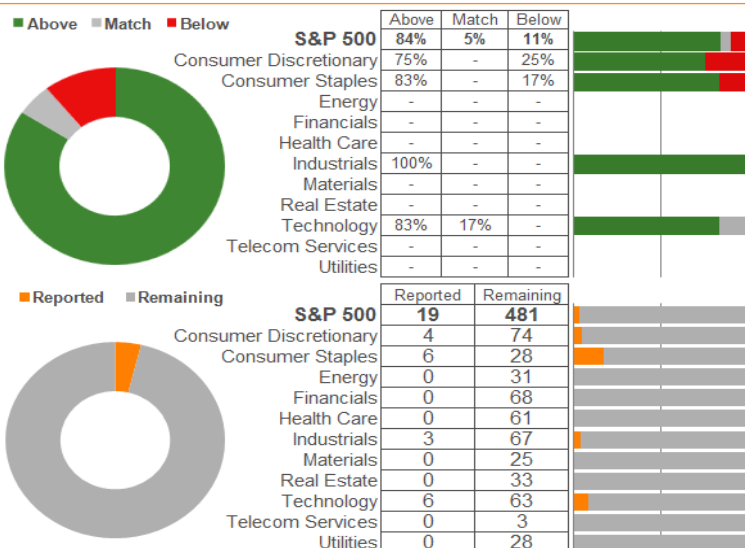 Above Match Below
Above Match Below
S&P 500 84% 5% 11%
Consumer Discretionary 75% - 25%
Consumer Staples 83% - 17%
Energy - - -
Financials - - -
Health Care - - -
Industrials 100% - -
Materials - - -
Real Estate - - -
Technology 83% 17% -
Telecom Services - - -
Utilities - - -
Reported Remaining
Reported Remaining
S&P 500 19 481
Consumer Discretionary 4 74
Consumer Staples 6 28
Energy 0 31
Financials 0 68
Health Care 0 61
Industrials 3 67
Materials 0 25
Real Estate 0 33
Technology 6 63
Telecom Services 0 3
Utilities 0 28